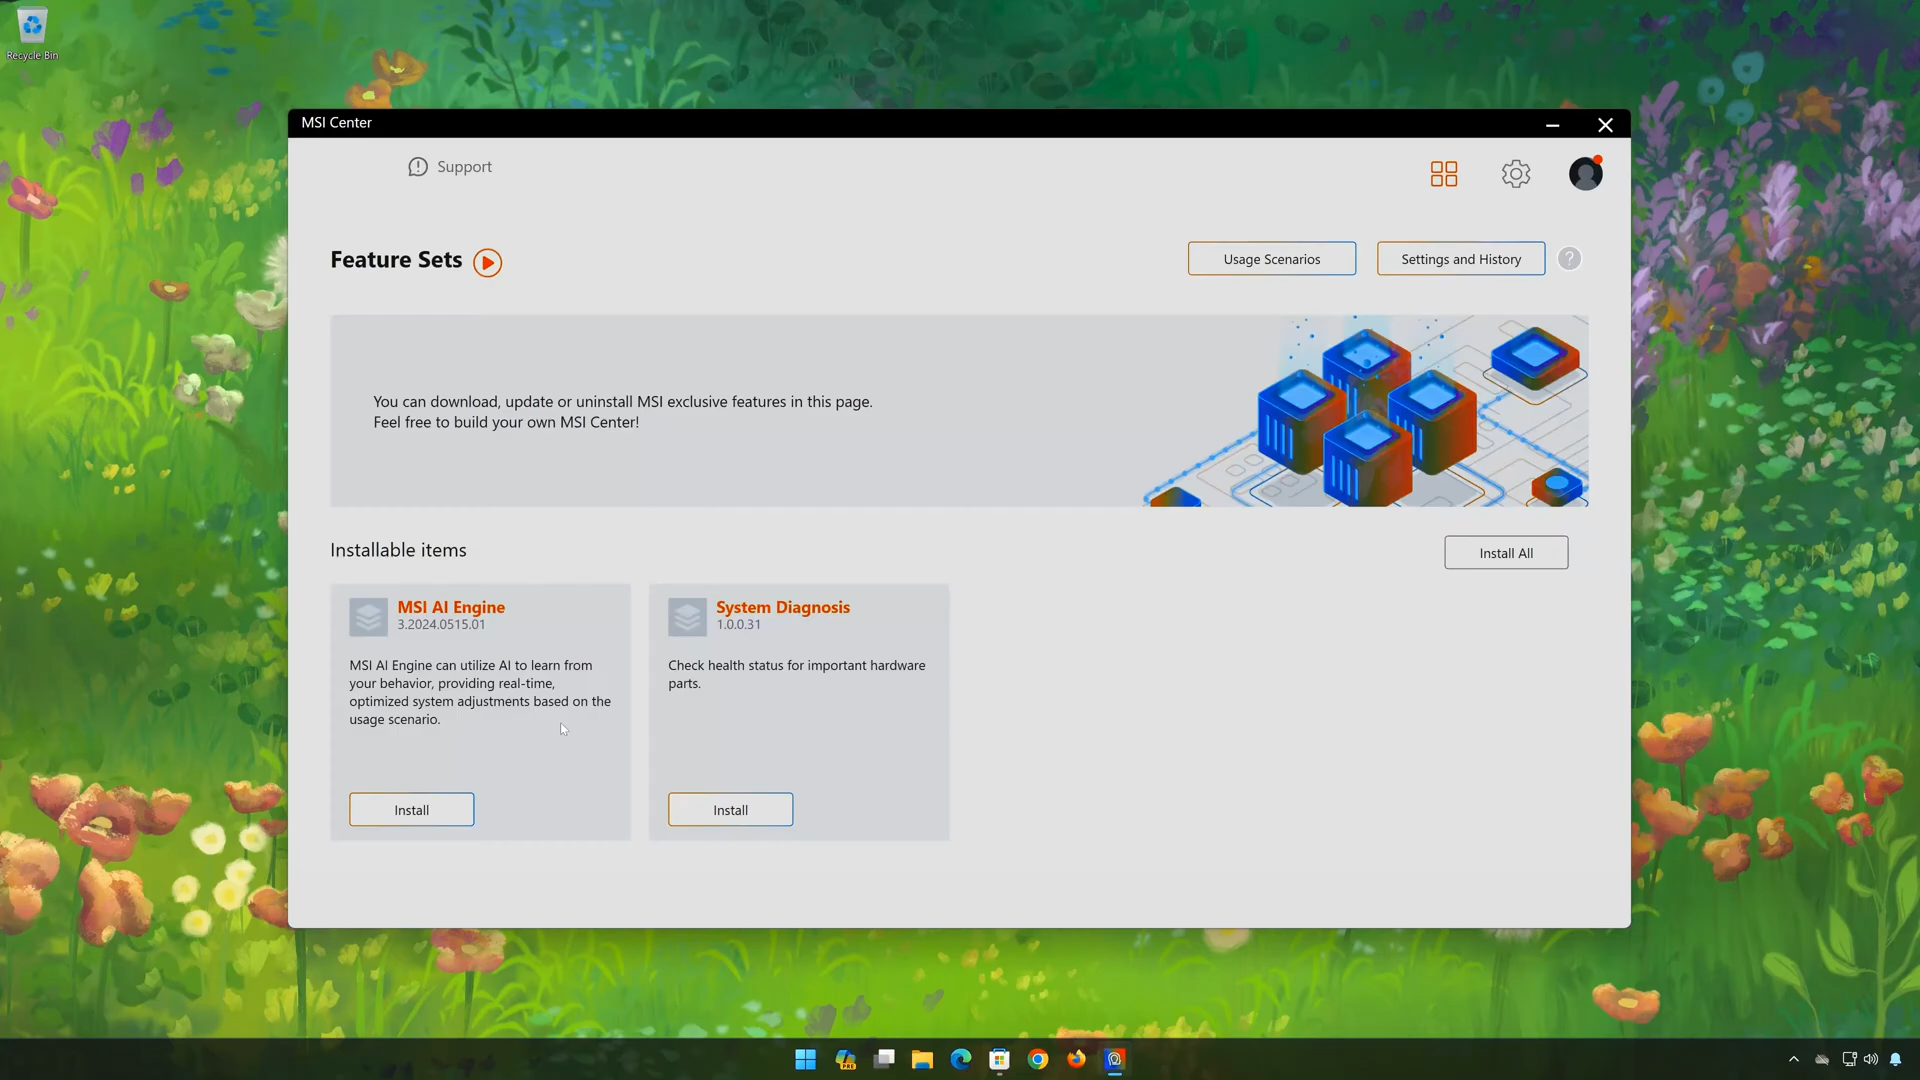 Recycle Bin
MSI Center
Support
Feature Sets
Usage Scenarios
Settings and History
?
You can download, update or uninstall MSI exclusive features in this page.
Feel free to build your own MSI Center!
Installable items
Install All
MSI AI Engine
3.2024.0515.01
MSI AI Engine can utilize AI to learn from
your behavior, providing real-time,
optimized system adjustments based on the
usage scenario.
Install
System Diagnosis
1.0.0.31
Check health status for important hardware
parts.
Install
PRE